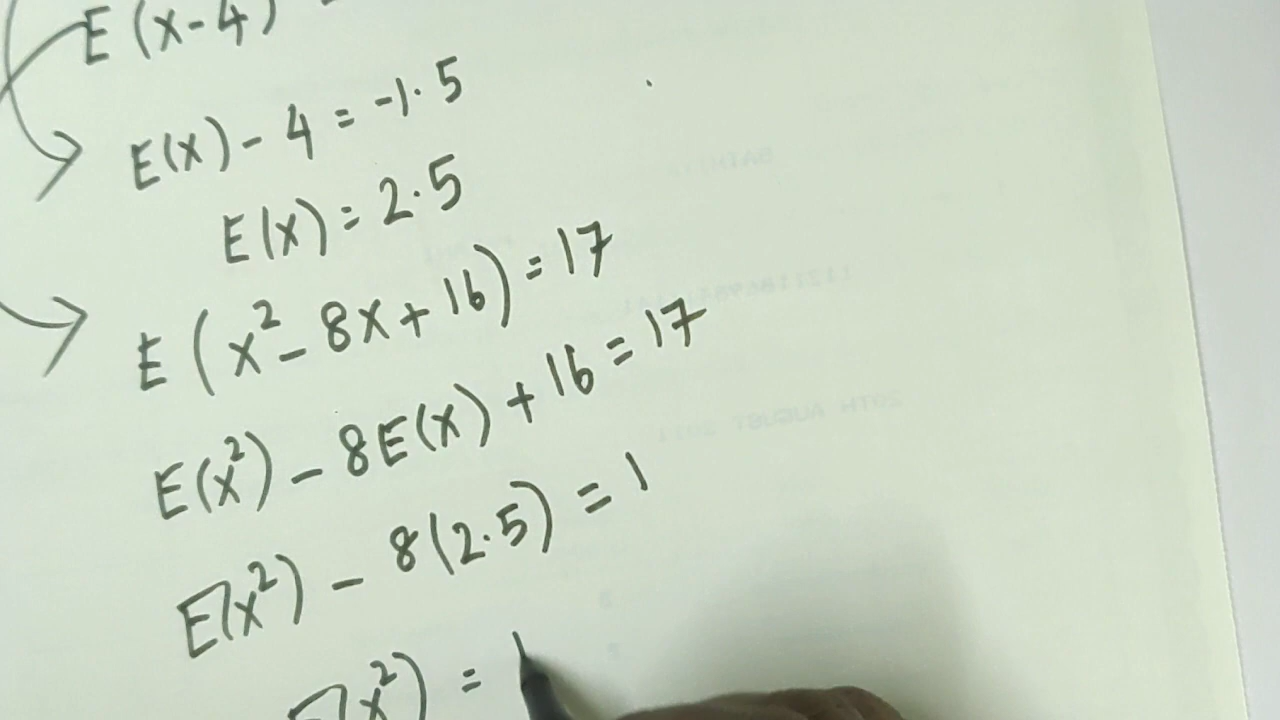 E(x-4)
E(x) - 4 = -1.5
E(x) = 2.5
E(x² - 8x + 16) = 17
E(x²) - 8E(x) + 16 = 17
E(x²) - 8(2.5) = 1
E(x²) =